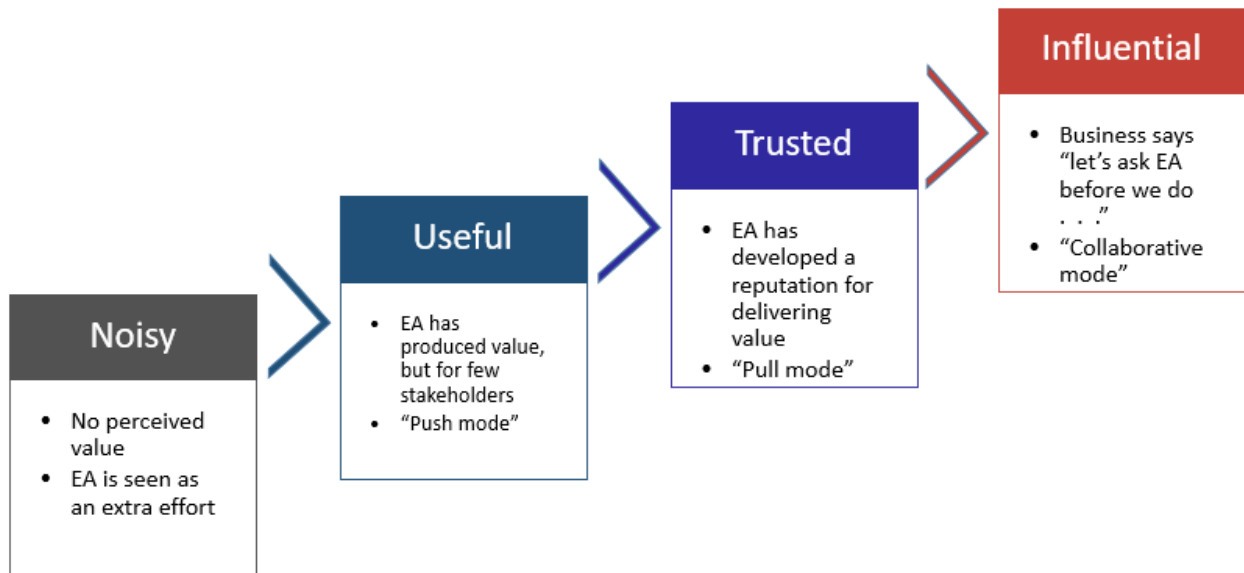 Noisy
• No perceived
value
• EA is seen as
an extra effort
Useful
• EA has
produced value,
but for few
stakeholders
• “Push mode”
Trusted
• EA has
developed a
reputation for
delivering
value
• “Pull mode”
Influential
• Business says
“let’s ask EA
before we do
. . .”
• “Collaborative
mode”